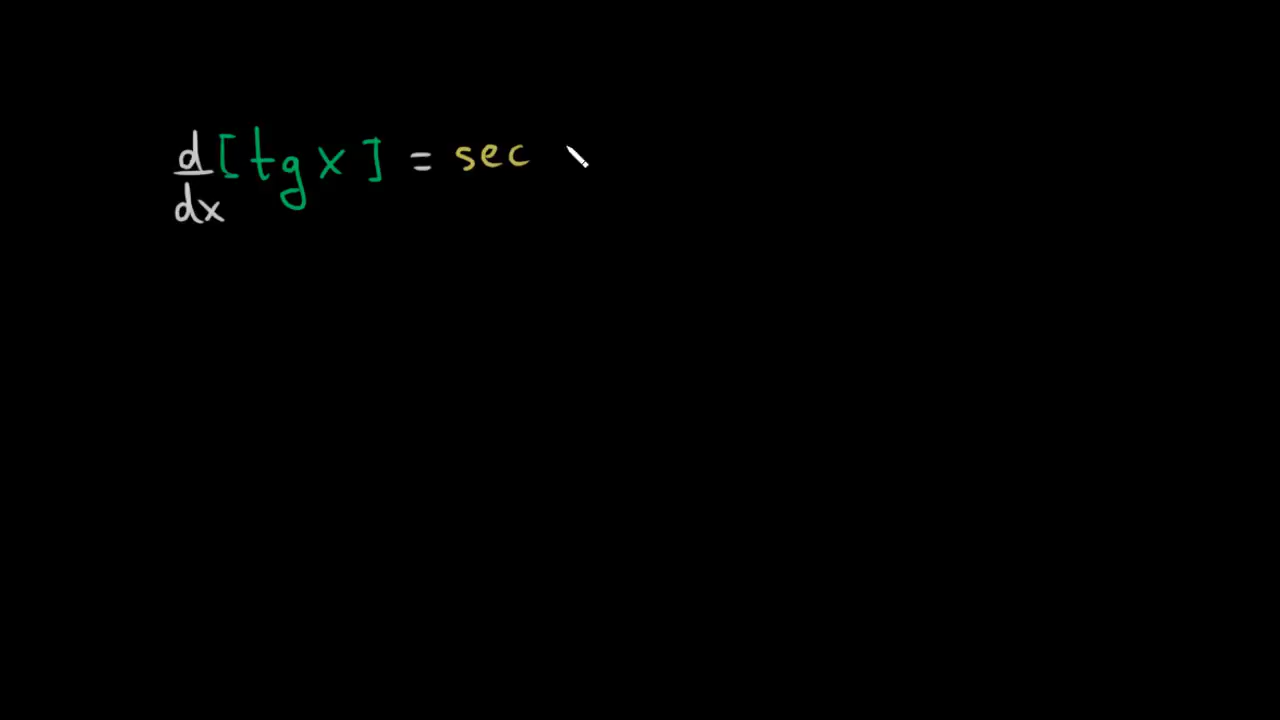 d/dx [tg x] = sec